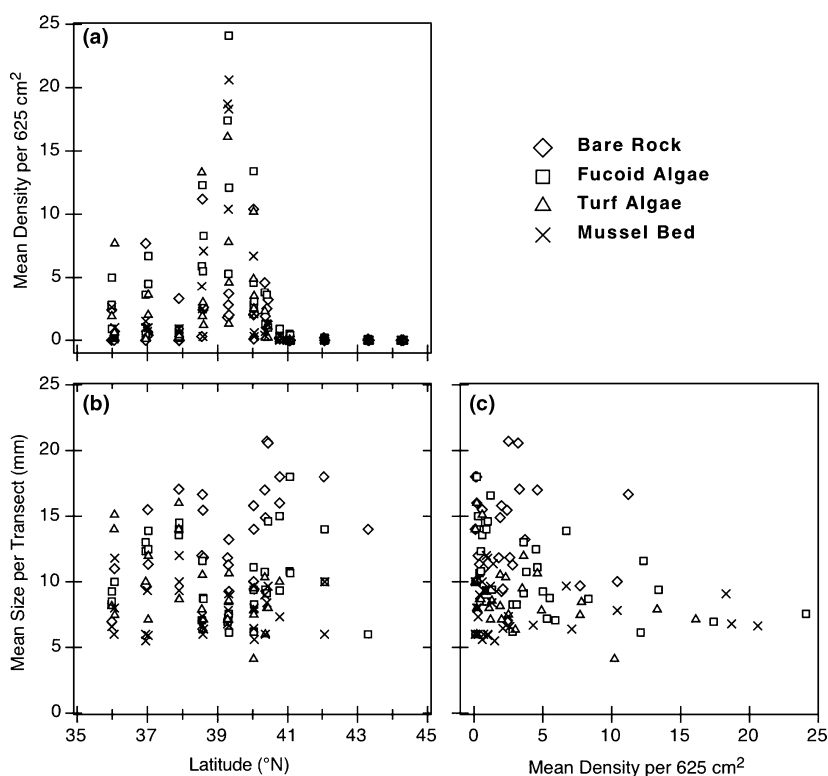 (a)
25
20
15
10
5
0
Mean Density per 625 cm²
Bare Rock
Fucoid Algae
Turf Algae
Mussel Bed
(b)
25
20
15
10
5
0
Mean Size per Transect (mm)
35 37 39 41 43 45
Latitude (°N)
(c)
0 5 10 15 20 25
Mean Density per 625 cm²